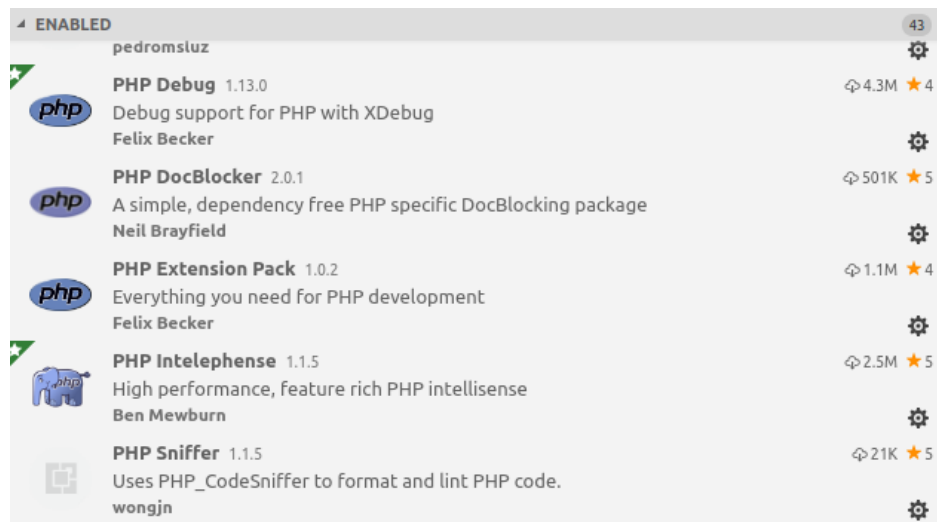 ENABLED 43
pedromsluz
PHP Debug 1.13.0 4.3M 4
php
Debug support for PHP with XDebug
Felix Becker
PHP DocBlocker 2.0.1 501K 5
php
A simple, dependency free PHP specific DocBlocking package
Neil Brayfield
PHP Extension Pack 1.0.2 1.1M 4
php
Everything you need for PHP development
Felix Becker
PHP Intelephense 1.1.5 2.5M 5
php
High performance, feature rich PHP intellisense
Ben Mewburn
PHP Sniffer 1.1.5 21K 5
Uses PHP_CodeSniffer to format and lint PHP code.
wongjn